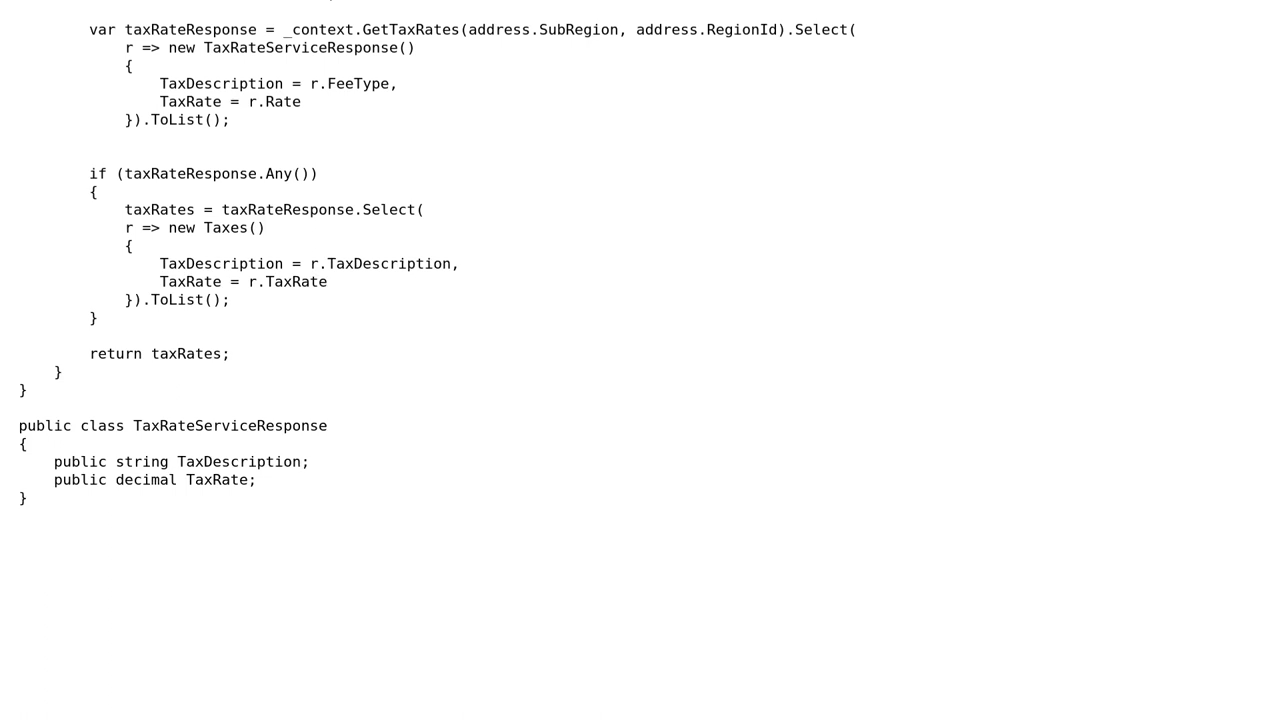 var taxRateResponse = _context.GetTaxRates(address.SubRegion, address.RegionId).Select(
r => new TaxRateServiceResponse()
{
TaxDescription = r.FeeType,
TaxRate = r.Rate
}).ToList();
if (taxRateResponse.Any())
{
taxRates = taxRateResponse.Select(
r => new Taxes()
{
TaxDescription = r.TaxDescription,
TaxRate = r.TaxRate
}).ToList();
}
return taxRates;
}
}
public class TaxRateServiceResponse
{
public string TaxDescription;
public decimal TaxRate;
}